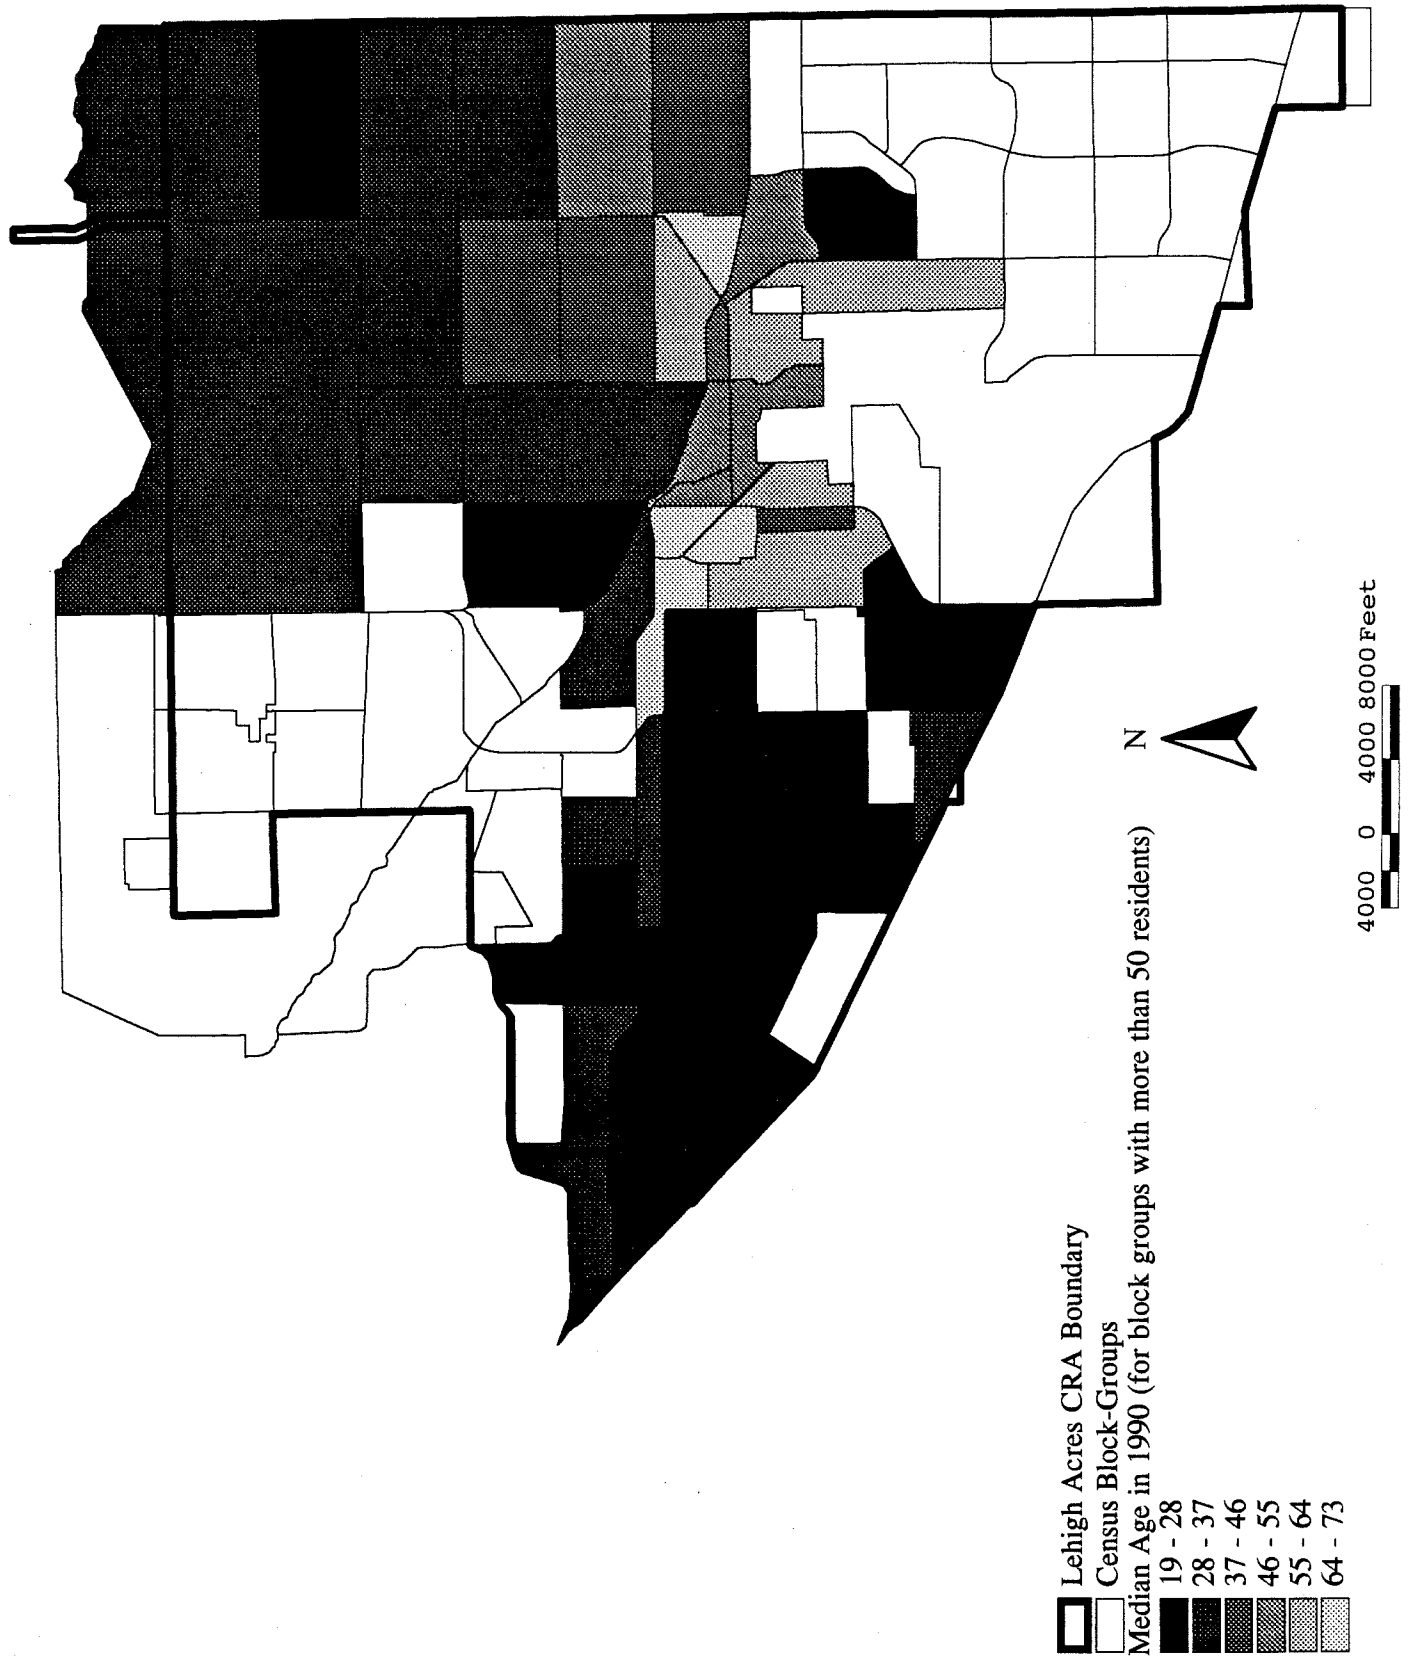 N
4000 0 4000 8000 Feet
Lehigh Acres CRA Boundary
Census Block-Groups
Median Age in 1990 (for block groups with more than 50 residents)
19 - 28
28 - 37
37 - 46
46 - 55
55 - 64
64 - 73